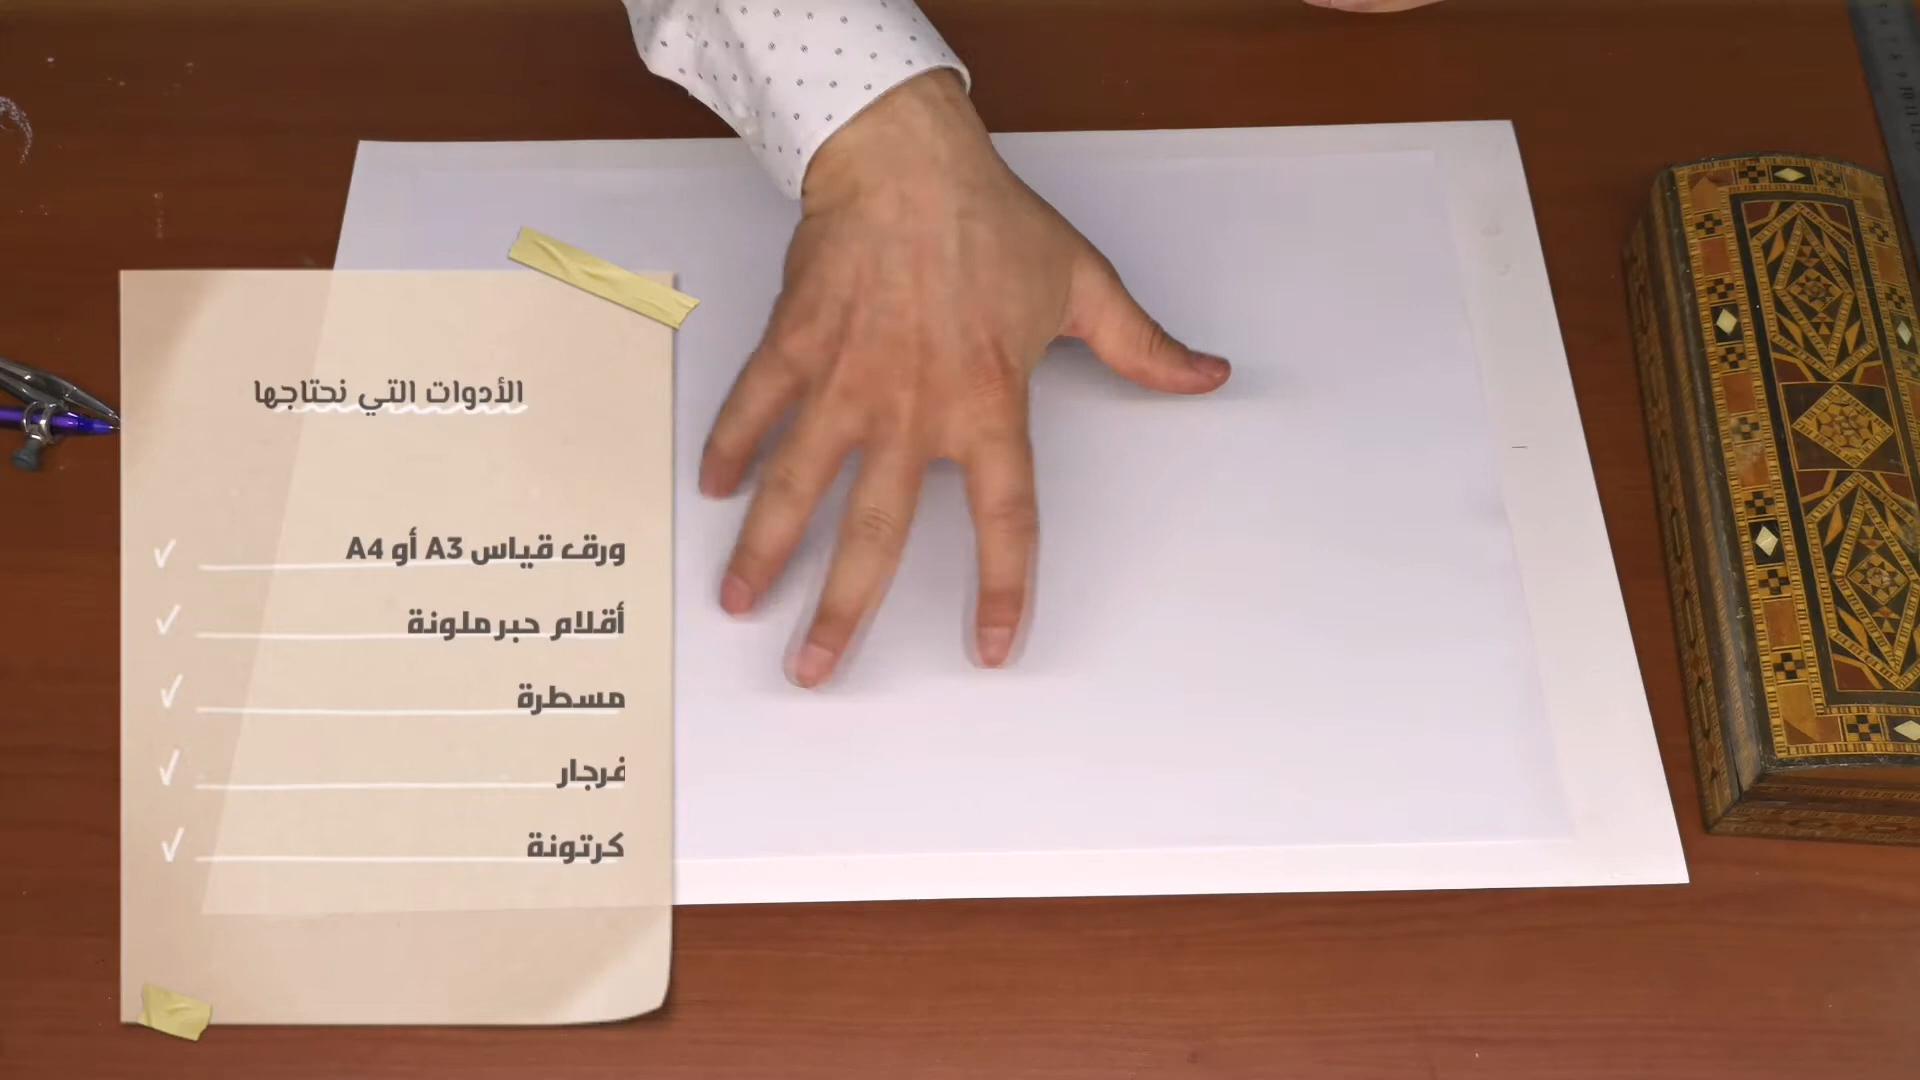 الأدوات التي نحتاجها
ورق قياس A3 أو A4
أقلام حبر ملونة
مسطرة
فرجار
كرتونة